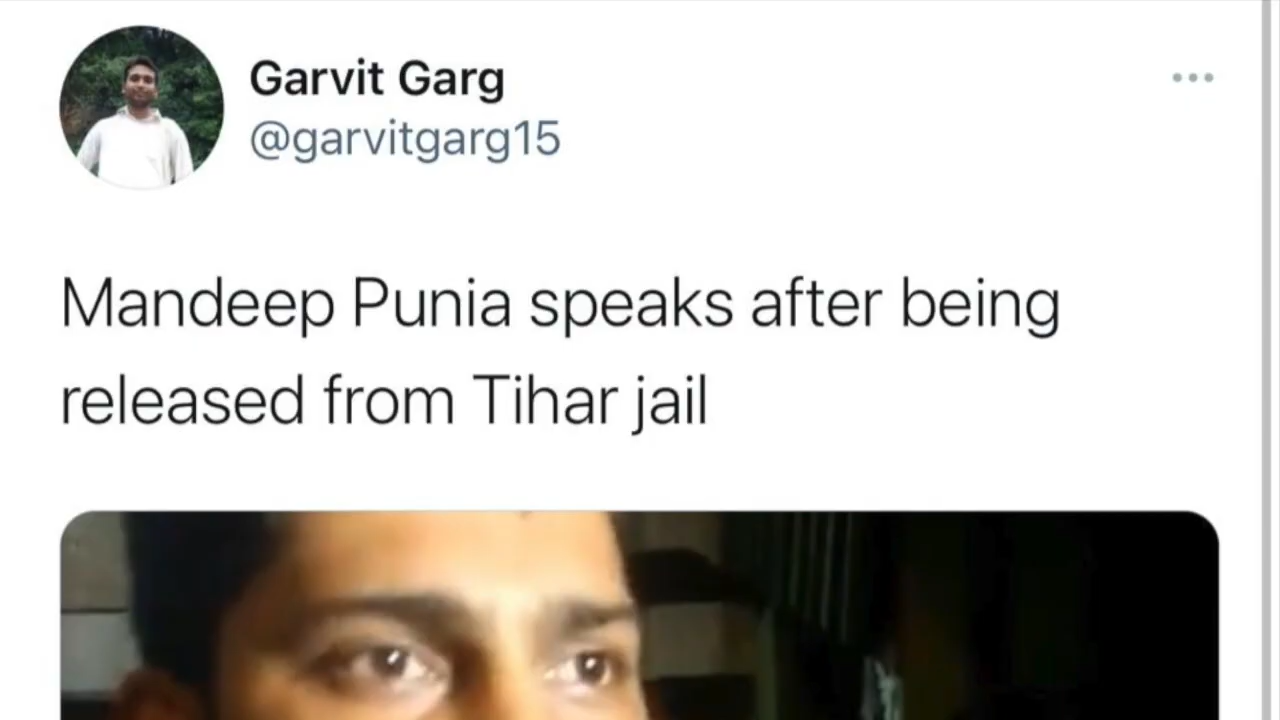 Garvit Garg
@garvitgarg15
Mandeep Punia speaks after being
released from Tihar jail